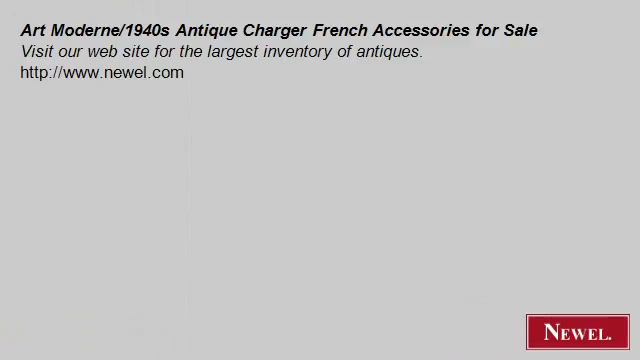 Art Moderne/1940s Antique Charger French Accessories for Sale
Visit our web site for the largest inventory of antiques.
http://www.newel.com
NEWEL.